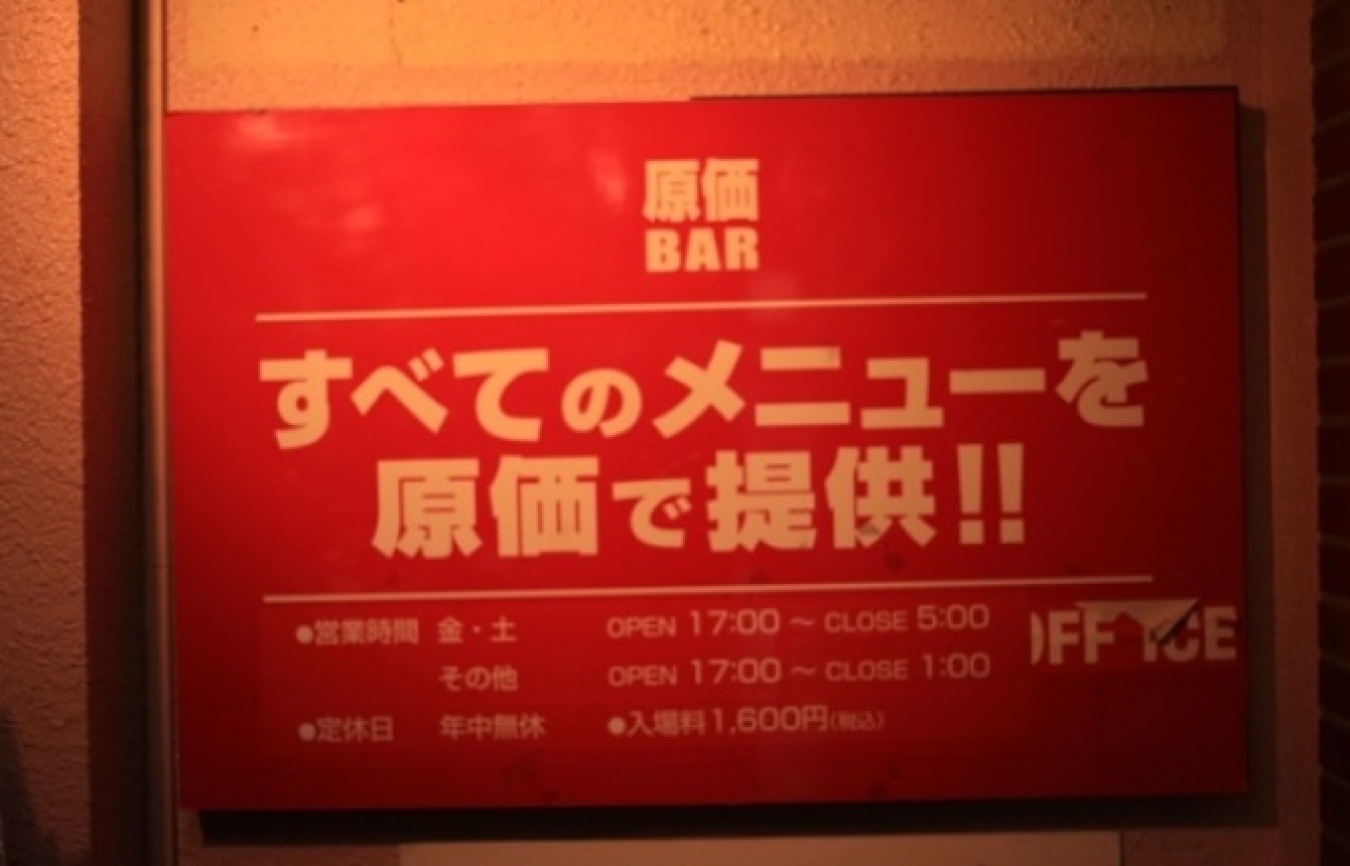 原価
BAR
すべてのメニューを
原価で提供!!
●営業時間 金・土 OPEN 17:00 ～ CLOSE 5:00
その他 OPEN 17:00 ～ CLOSE 1:00
●定休日 年中無休 ●入場料1,600円(税込)